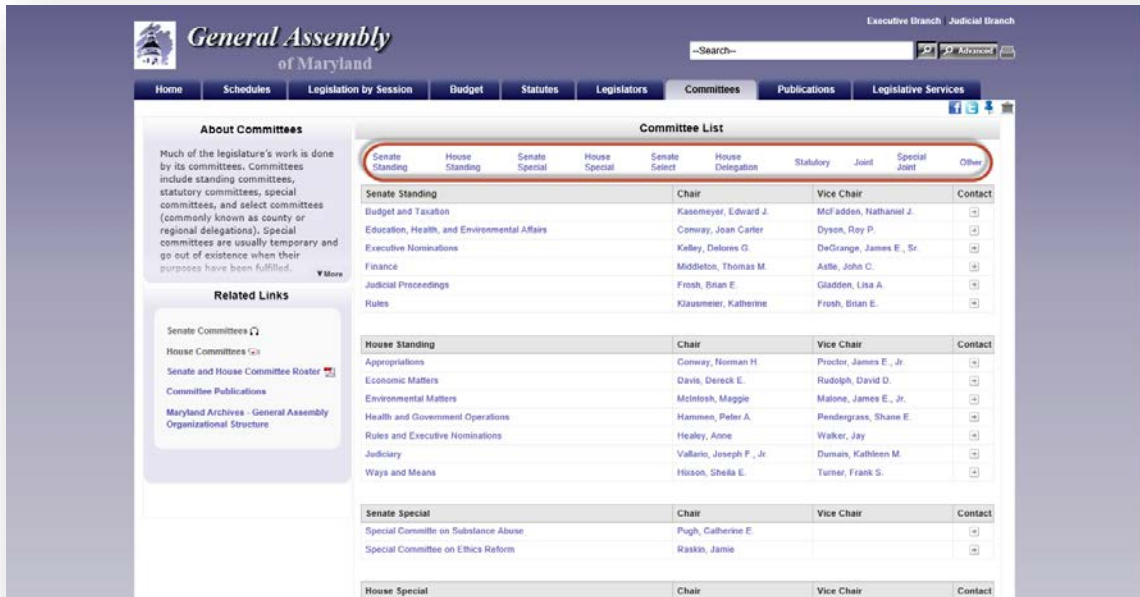 Executive Branch Judicial Branch
General Assembly
of Maryland
--Search--
Advanced
Home Schedules Legislation by Session Budget Statutes Legislators Committees Publications Legislative Services
About Committees
Much of the legislature's work is done
by its committees. Committees
include standing committees,
statutory committees, special
committees, and select committees
(commonly known as county or
regional delegations). Special
committees are usually temporary and
go out of existence when their
purposes have been fulfilled.
▼More
Related Links
Senate Committees
House Committees
Senate and House Committee Roster
Committee Publications
Maryland Archives - General Assembly
Organizational Structure
Committee List
Senate Standing House Standing Senate Special House Special Senate Select House Delegation Statutory Joint Special Joint Other
Senate Standing Chair Vice Chair Contact
Budget and Taxation Kasemeyer, Edward J. McFadden, Nathaniel J.
Education, Health, and Environmental Affairs Conway, Joan Carter Dyson, Roy P.
Executive Nominations Kelley, Delores G. DeGrange, James E., Sr.
Finance Middleton, Thomas M. Astle, John C.
Judicial Proceedings Frosh, Brian E. Gladden, Lisa A.
Rules Klausmeier, Katherine Frosh, Brian E.
House Standing Chair Vice Chair Contact
Appropriations Conway, Norman H. Proctor, James E., Jr.
Economic Matters Davis, Dereck E. Rudolph, David D.
Environmental Matters McIntosh, Maggie Malone, James E., Jr.
Health and Government Operations Hammen, Peter A. Pendergrass, Shane E.
Rules and Executive Nominations Healey, Anne Walker, Jay
Judiciary Vallario, Joseph F., Jr. Dumais, Kathleen M.
Ways and Means Hixson, Sheila E. Turner, Frank S.
Senate Special Chair Vice Chair Contact
Special Committe on Substance Abuse Pugh, Catherine E.
Special Committee on Ethics Reform Raskin, Jamie
House Special Chair Vice Chair Contact